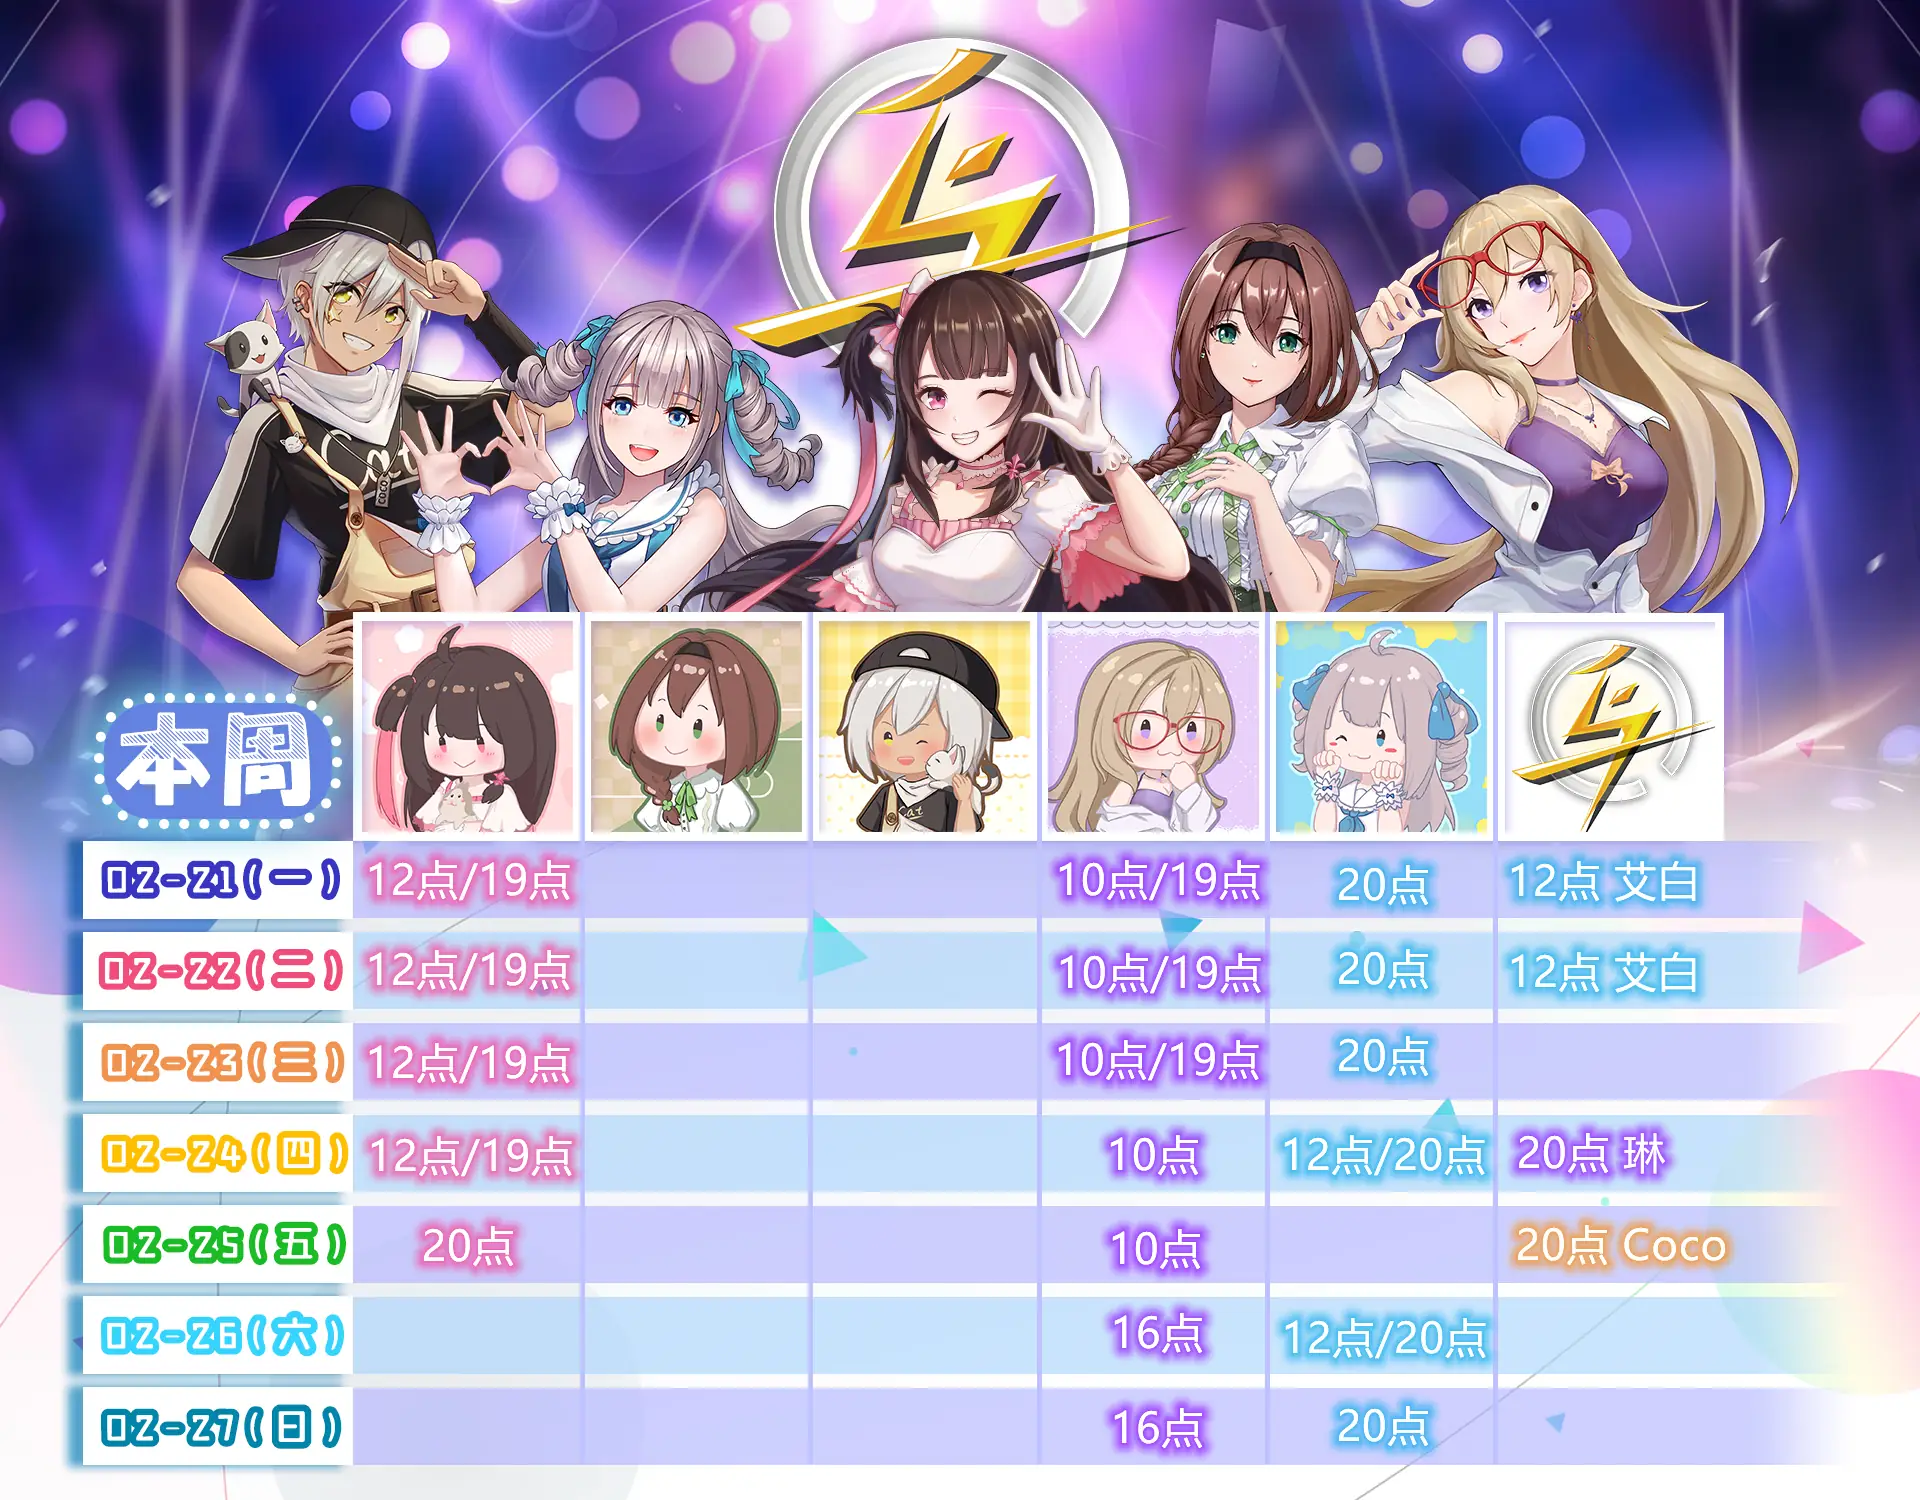 Cat
COCO
本周
cat
02-21(一) 12点/19点 10点/19点 20点 12点 艾白
02-22(二) 12点/19点 10点/19点 20点 12点 艾白
02-23(三) 12点/19点 10点/19点 20点
02-24(四) 12点/19点 10点 12点/20点 20点 琳
02-25(五) 20点 10点 20点 Coco
02-26(六) 16点 12点/20点
02-27(日) 16点 20点